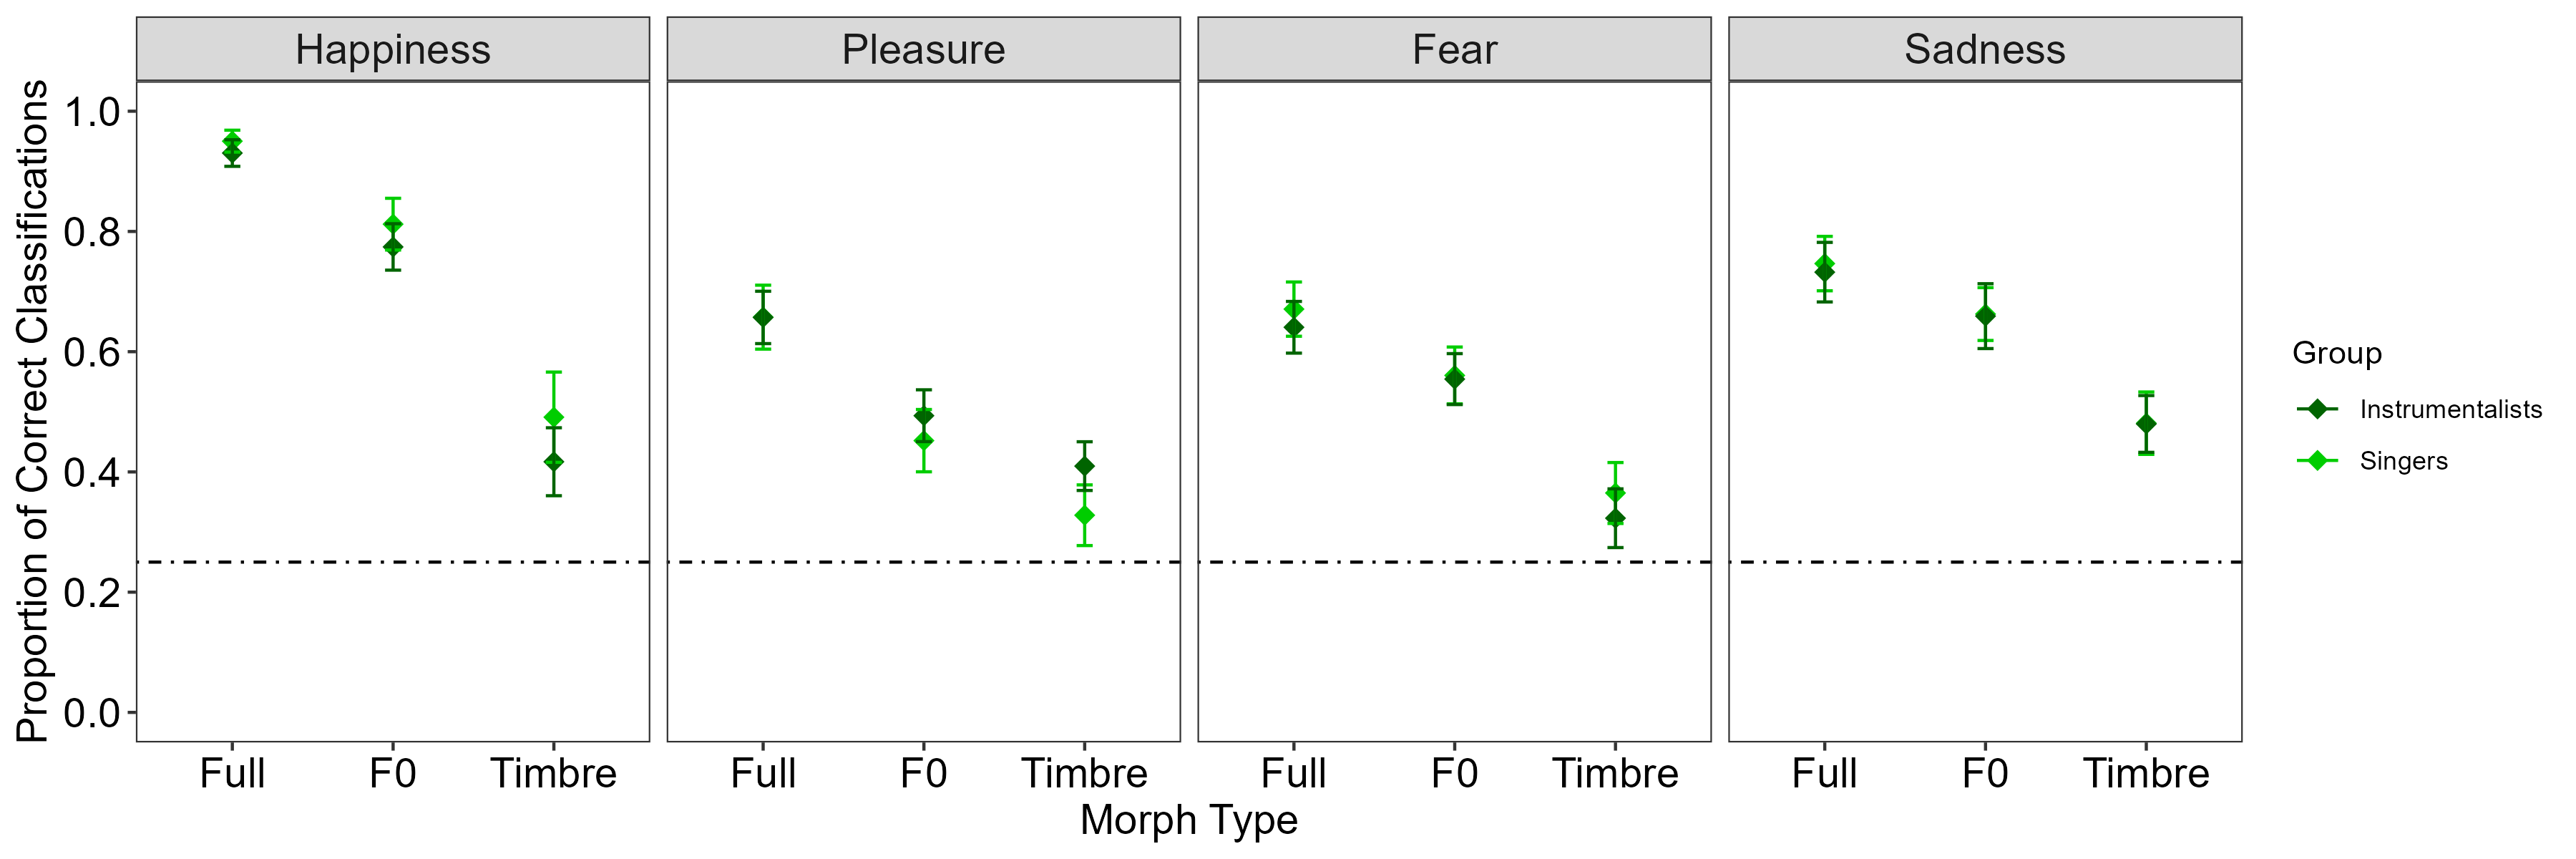 Happiness
Pleasure
Fear
Sadness
Proportion of Correct Classifications
1.0
0.8
0.6
0.4
0.2
0.0
Full F0 Timbre
Full F0 Timbre
Full F0 Timbre
Full F0 Timbre
Morph Type
Group
Instrumentalists
Singers